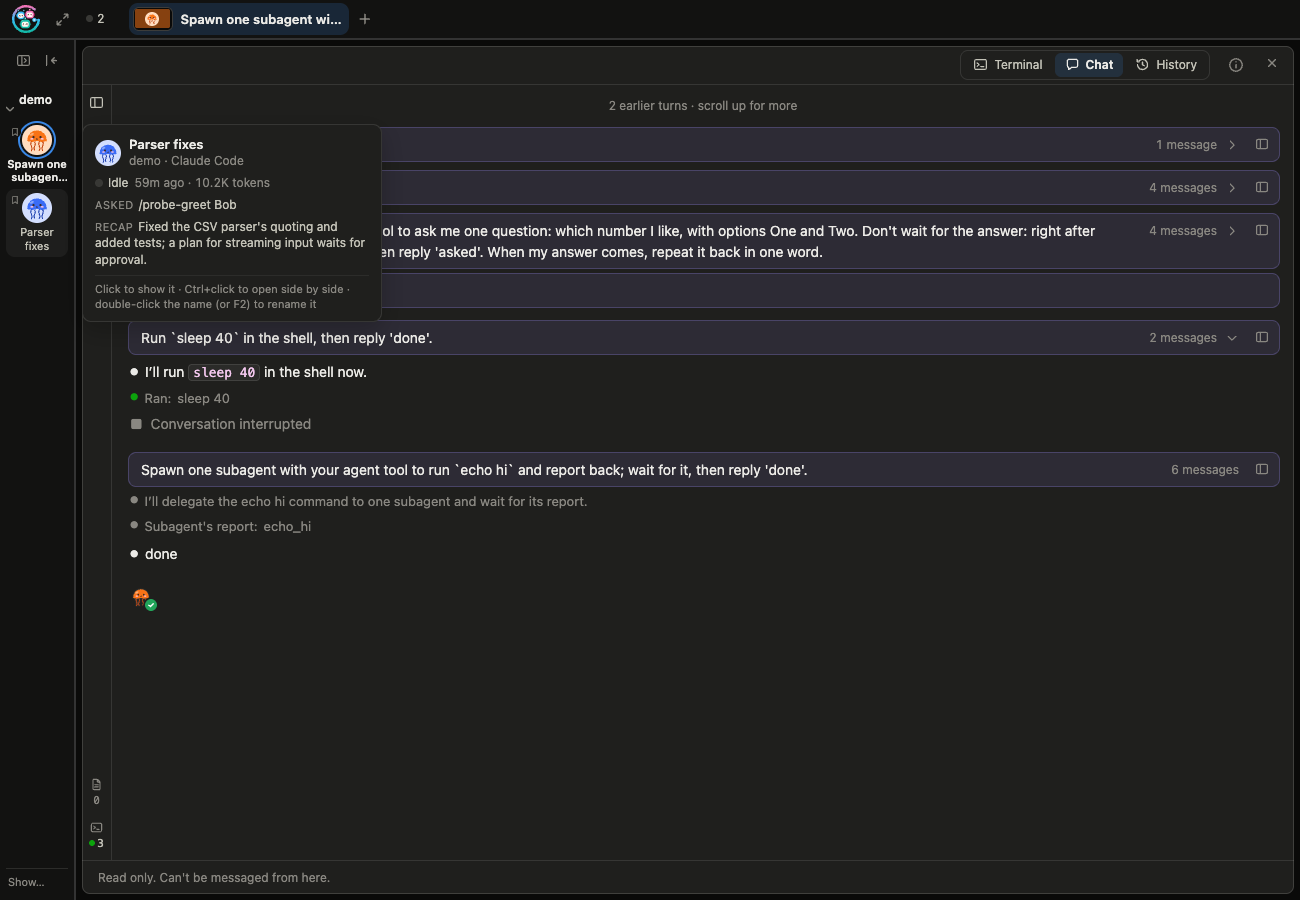 2
Spawn one subagent wi...
Terminal
Chat
History
demo
Spawn one
subagen...
Parser
fixes
2 earlier turns · scroll up for more
Parser fixes
demo · Claude Code
Idle 59m ago · 10.2K tokens
ASKED /probe-greet Bob
RECAP Fixed the CSV parser's quoting and
added tests; a plan for streaming input waits for
approval.
Click to show it · Ctrl+click to open side by side ·
double-click the name (or F2) to rename it
1 message
4 messages
ol to ask me one question: which number I like, with options One and Two. Don't wait for the answer: right after
en reply 'asked'. When my answer comes, repeat it back in one word.
4 messages
Run `sleep 40` in the shell, then reply 'done'.
2 messages
I'll run sleep 40 in the shell now.
Ran: sleep 40
Conversation interrupted
Spawn one subagent with your agent tool to run `echo hi` and report back; wait for it, then reply 'done'.
6 messages
I'll delegate the echo hi command to one subagent and wait for its report.
Subagent's report: echo_hi
done
0
3
Show...
Read only. Can't be messaged from here.